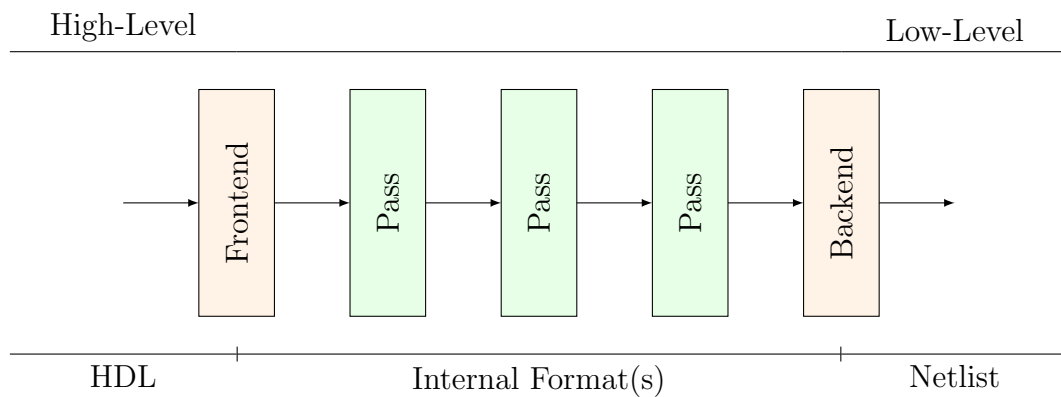 High-Level
Low-Level
Frontend
Pass
Pass
Pass
Backend
HDL
Internal Format(s)
Netlist